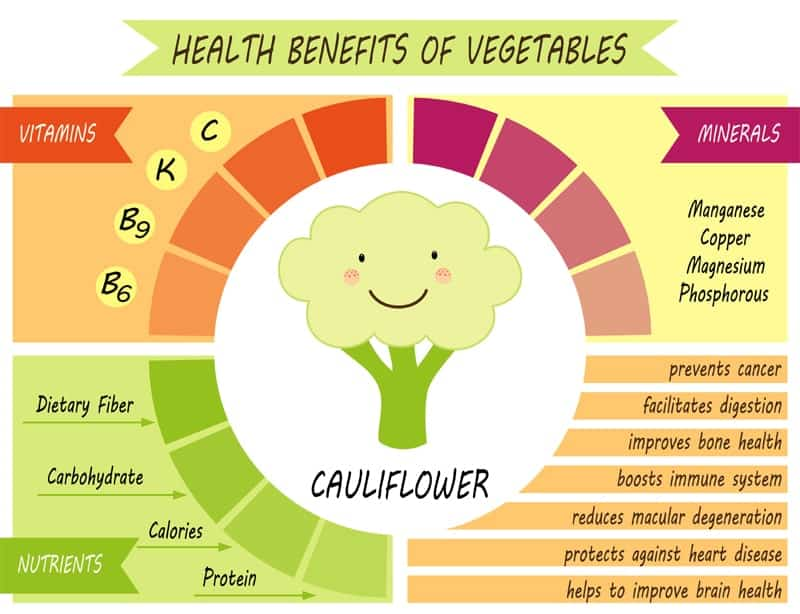 HEALTH BENEFITS OF VEGETABLES
VITAMINS
C
K
B9
B6
MINERALS
Manganese
Copper
Magnesium
Phosphorous
CAULIFLOWER
Dietary Fiber
Carbohydrate
Calories
Protein
NUTRIENTS
prevents cancer
facilitates digestion
improves bone health
boosts immune system
reduces macular degeneration
protects against heart disease
helps to improve brain health